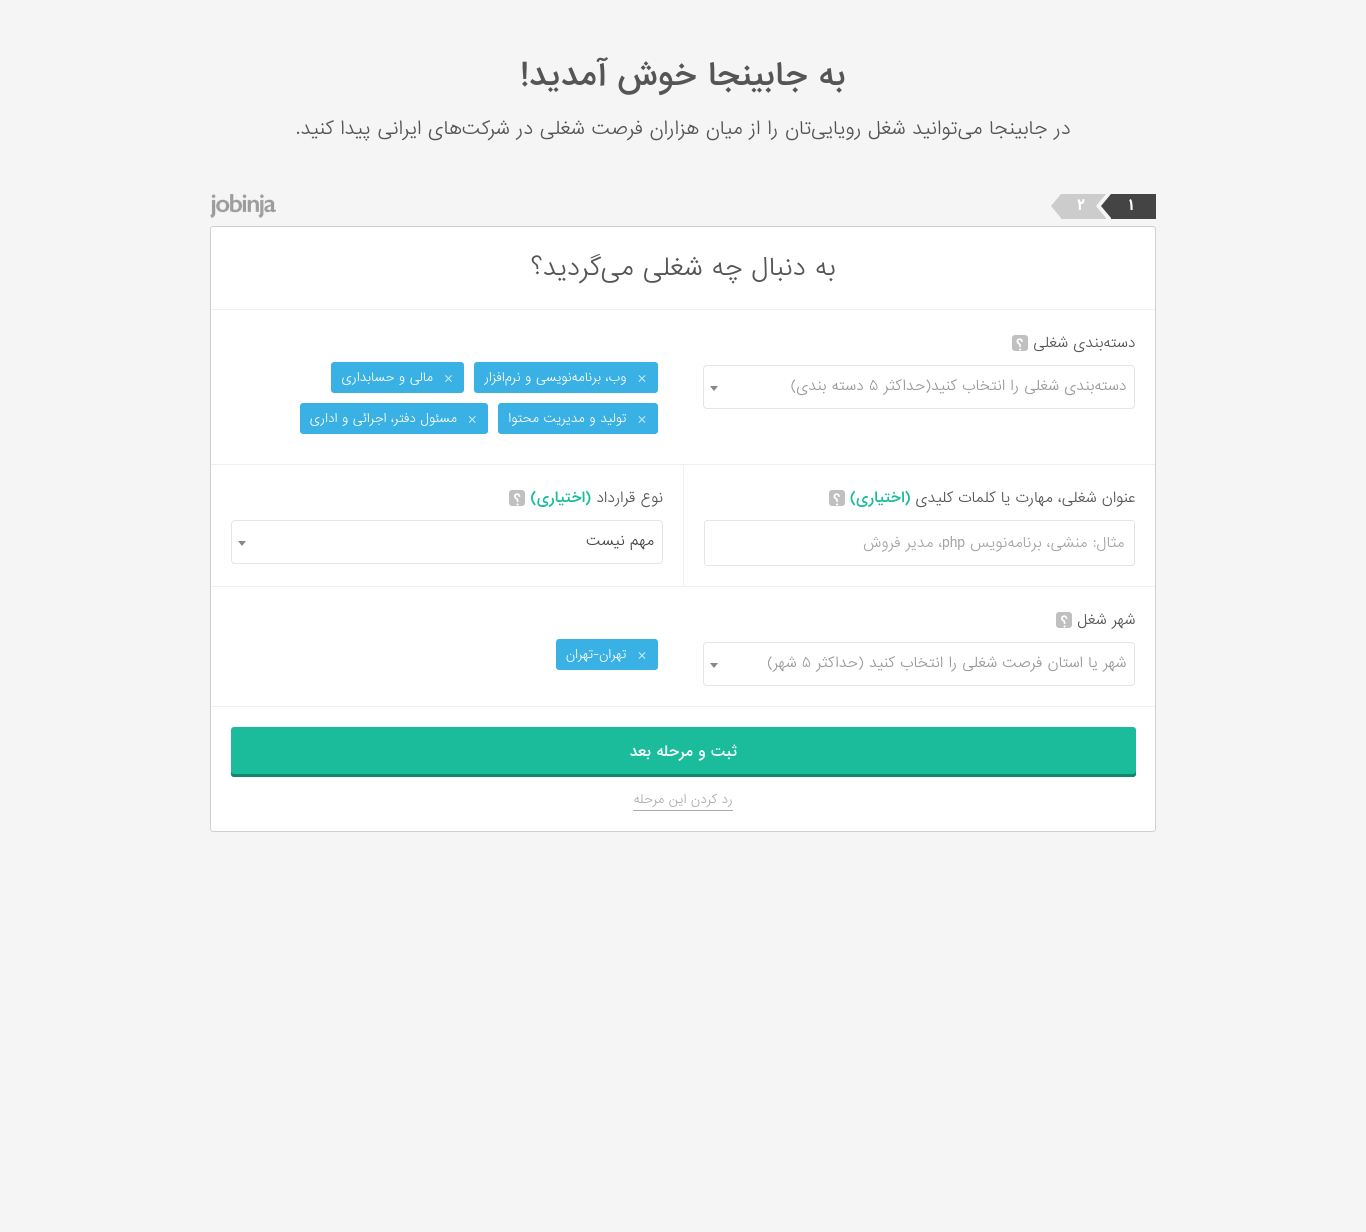 به جابینجا خوش آمدید!
در جابینجا می‌توانید شغل رویایی‌تان را از میان هزاران فرصت شغلی در شرکت‌های ایرانی پیدا کنید.
۱
۲
jobinja
به دنبال چه شغلی می‌گردید؟
دسته‌بندی شغلی ؟
دسته‌بندی شغلی را انتخاب کنید(حداکثر ۵ دسته بندی)
× وب، برنامه‌نویسی و نرم‌افزار
× مالی و حسابداری
× تولید و مدیریت محتوا
× مسئول دفتر، اجرائی و اداری
عنوان شغلی، مهارت یا کلمات کلیدی (اختیاری) ؟
مثال: منشی، برنامه‌نویس php، مدیر فروش
نوع قرارداد (اختیاری) ؟
مهم نیست
شهر شغل ؟
شهر یا استان فرصت شغلی را انتخاب کنید (حداکثر ۵ شهر)
× تهران-تهران
ثبت و مرحله بعد
رد کردن این مرحله